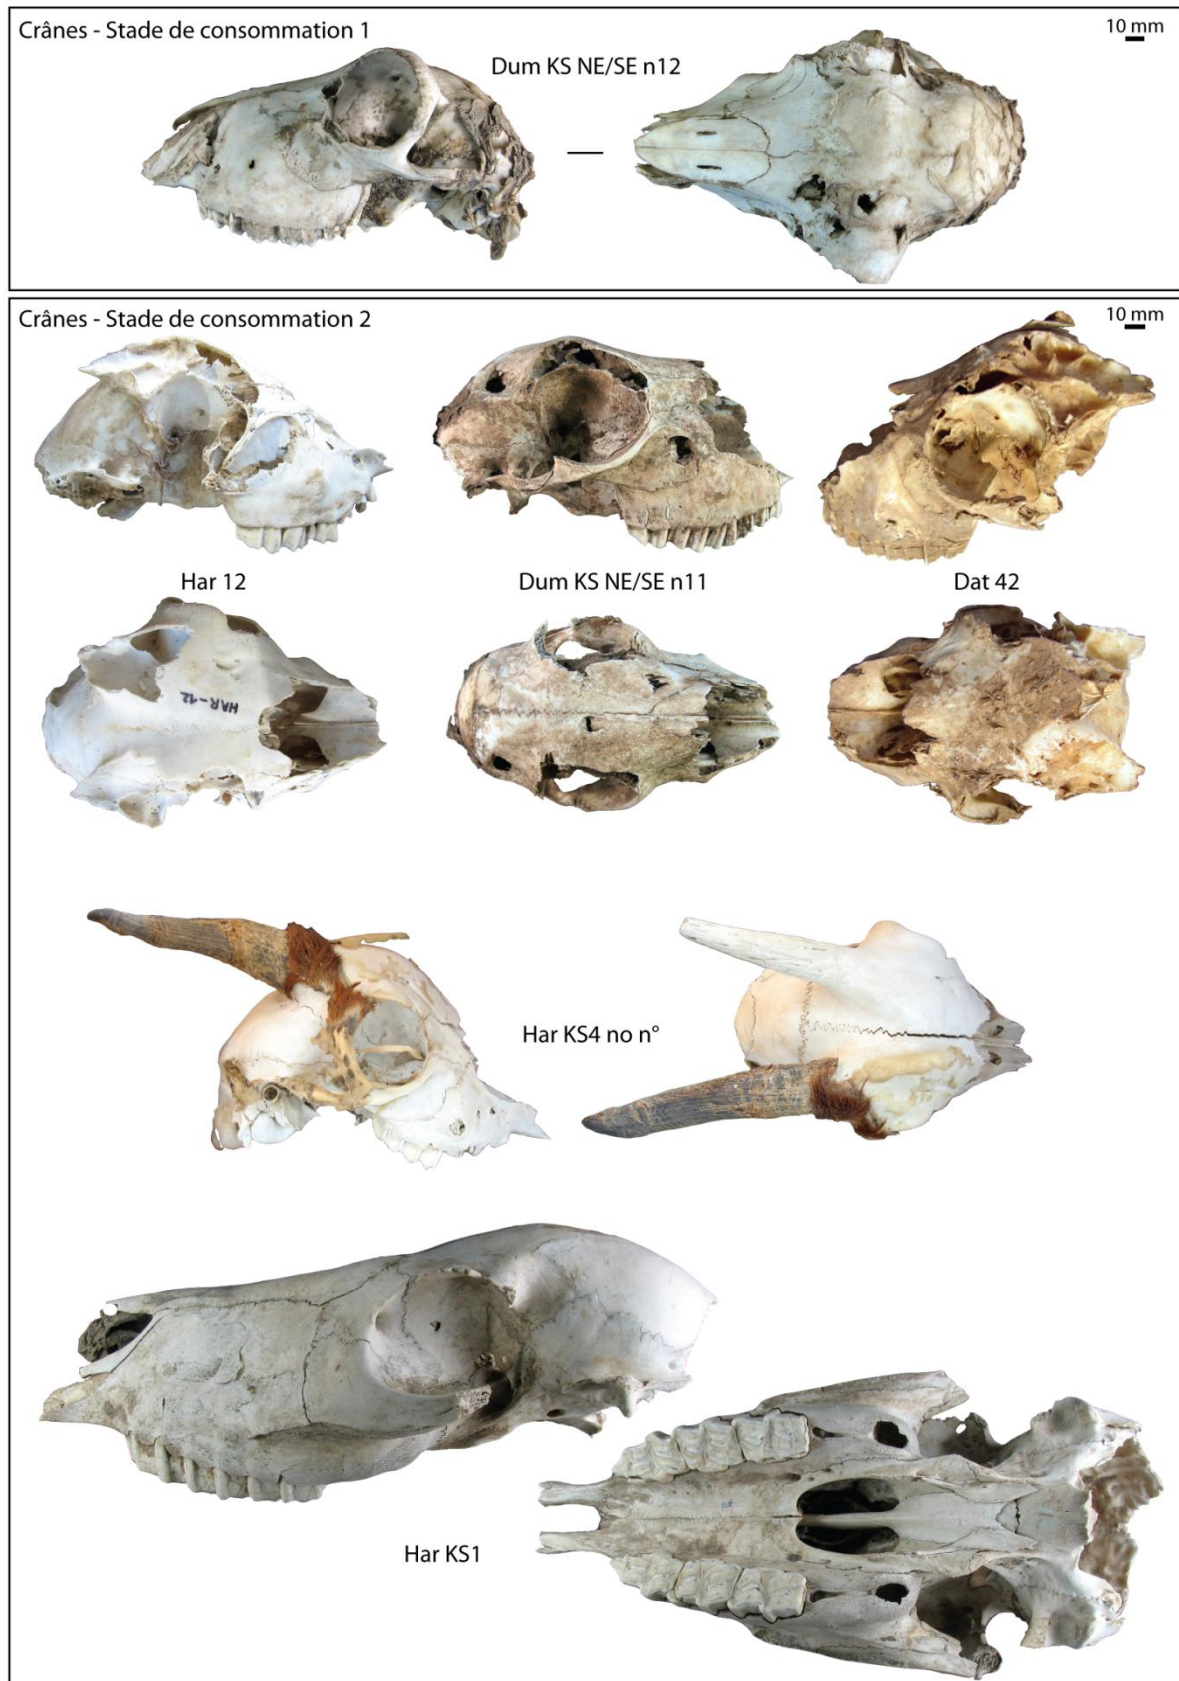 Crânes - Stade de consommation 1
10 mm
Dum KS NE/SE n12
Crânes - Stade de consommation 2
10 mm
Har 12
Dum KS NE/SE n11
Dat 42
HAR-12
Har KS4 no n°
Har KS1